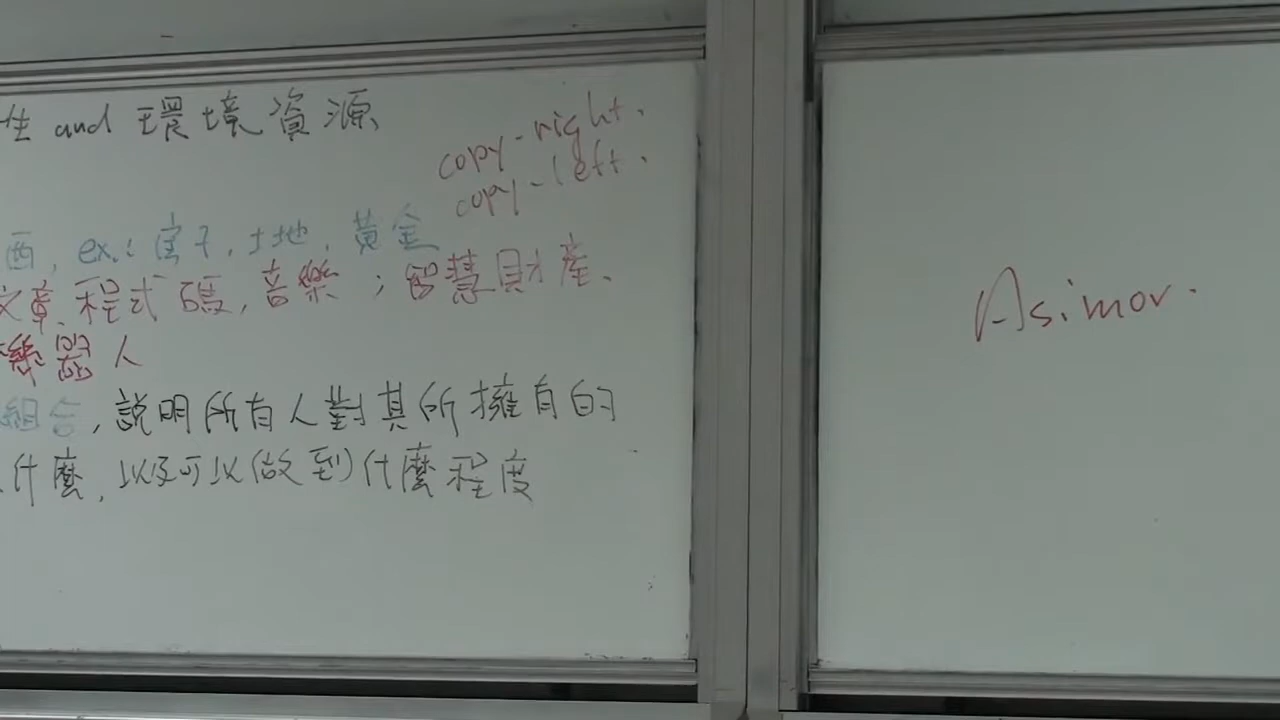 性 and 環境資源
copy-right.
copy-left.
西, ex.: 房子, 土地, 黃金
文章、程式碼, 音樂; 智慧財產、
機器人
組合, 說明所有人對其所擁有的
什麼, 以及可以做到什麼程度
Asimov.